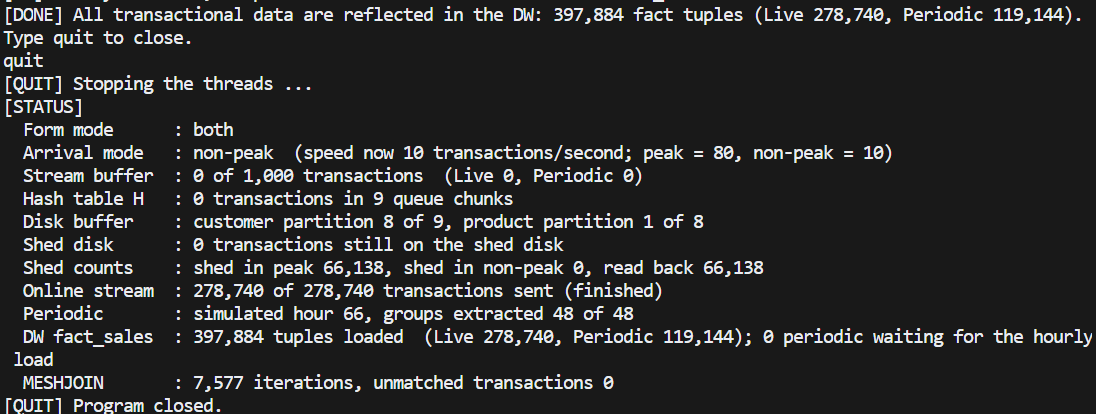 [DONE] All transactional data are reflected in the DW: 397,884 fact tuples (Live 278,740, Periodic 119,144).
Type quit to close.
quit
[QUIT] Stopping the threads ...
[STATUS]
  Form mode      : both
  Arrival mode   : non-peak  (speed now 10 transactions/second; peak = 80, non-peak = 10)
  Stream buffer  : 0 of 1,000 transactions  (Live 0, Periodic 0)
  Hash table H   : 0 transactions in 9 queue chunks
  Disk buffer    : customer partition 8 of 9, product partition 1 of 8
  Shed disk      : 0 transactions still on the shed disk
  Shed counts    : shed in peak 66,138, shed in non-peak 0, read back 66,138
  Online stream  : 278,740 of 278,740 transactions sent (finished)
  Periodic       : simulated hour 66, groups extracted 48 of 48
  DW fact_sales  : 397,884 tuples loaded  (Live 278,740, Periodic 119,144); 0 periodic waiting for the hourly
 load
  MESHJOIN       : 7,577 iterations, unmatched transactions 0
[QUIT] Program closed.